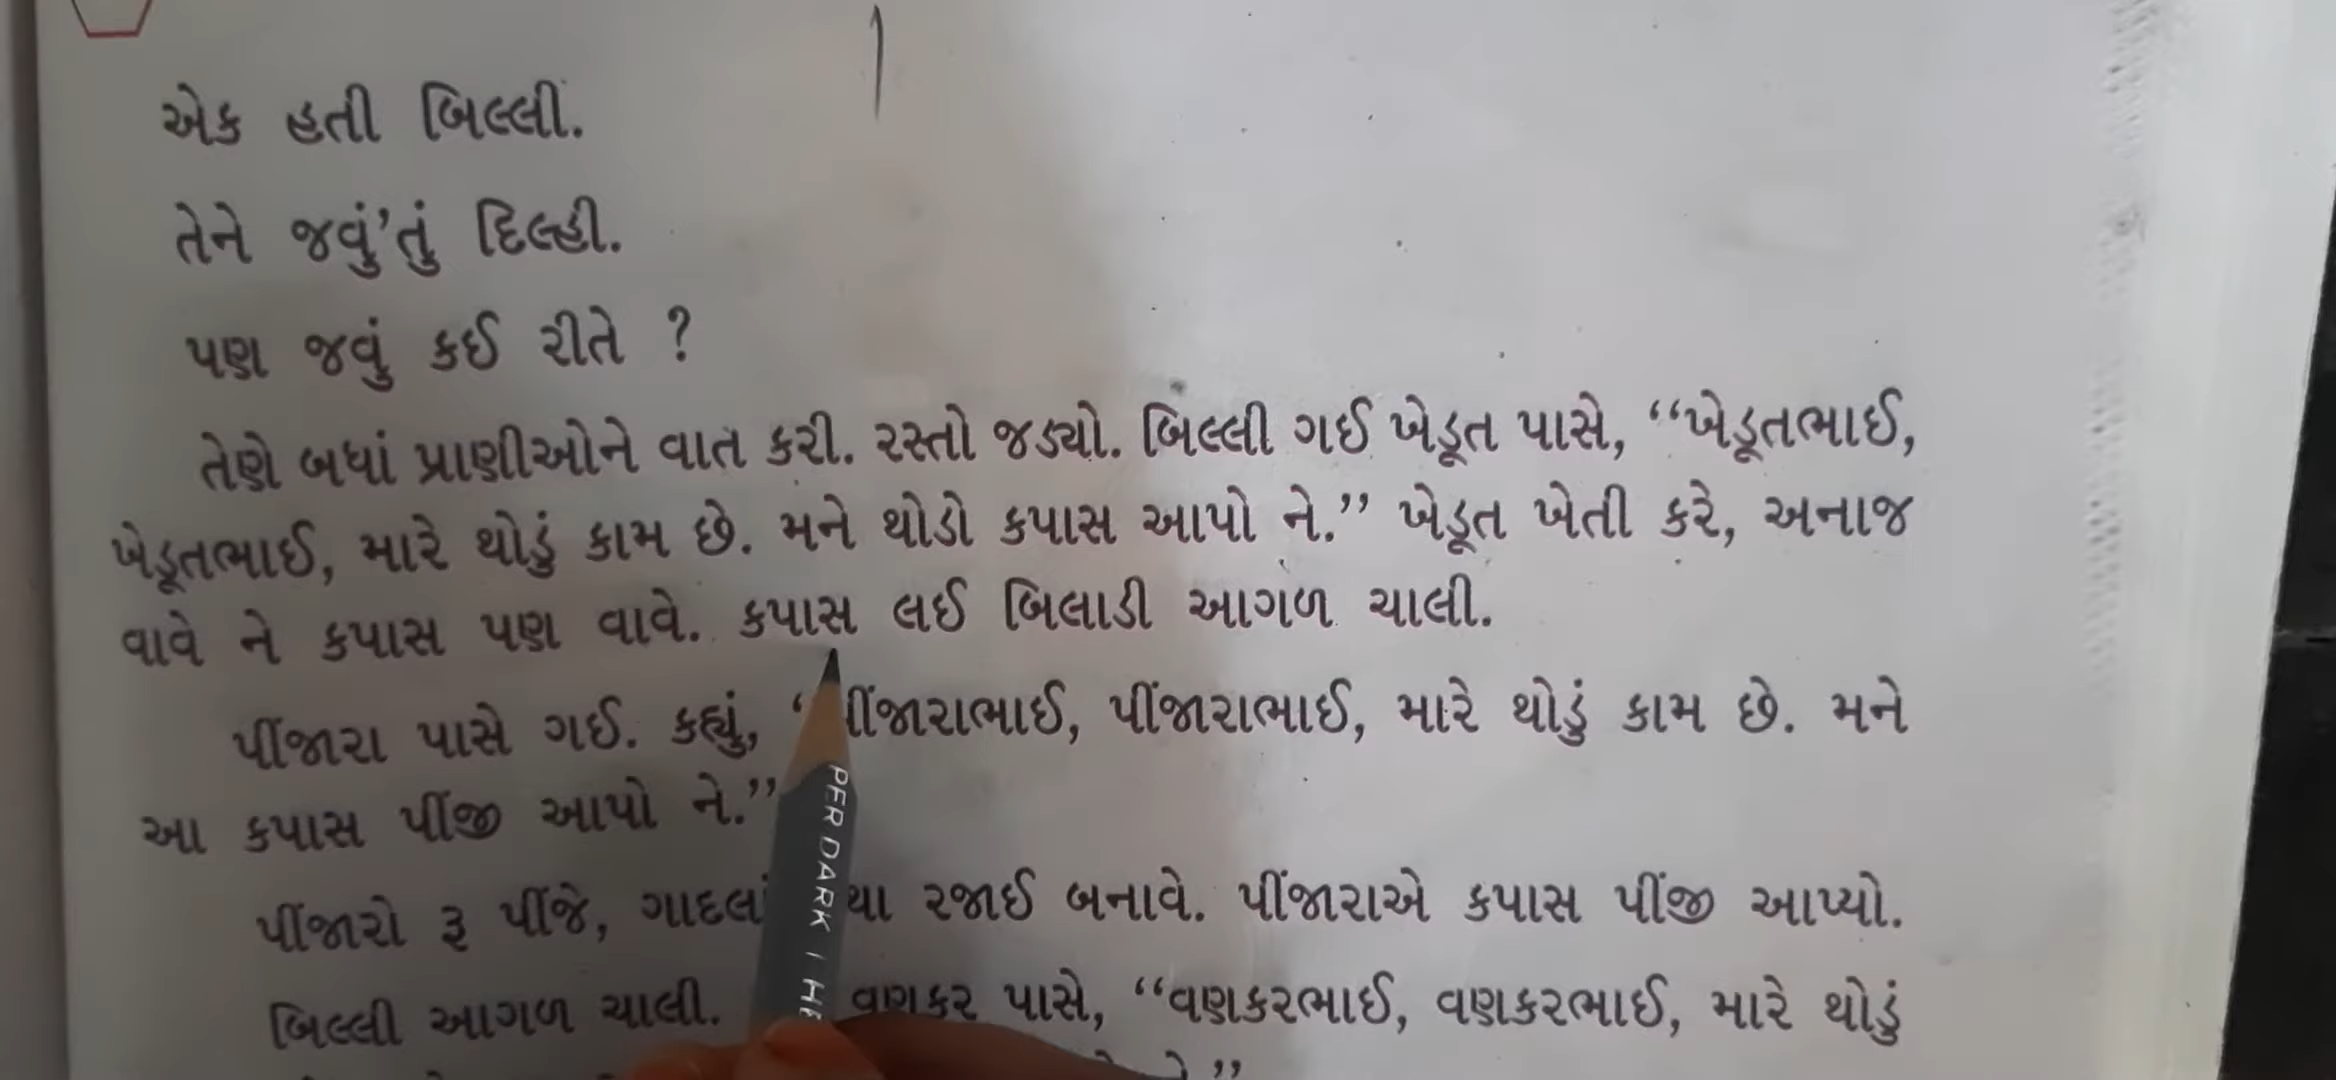 એક હતી બિલ્લી.
તેને જવું'તું દિલ્હી.
પણ જવું કઈ રીતે ?
તેણે બધાં પ્રાણીઓને વાત કરી. રસ્તો જડ્યો. બિલ્લી ગઈ ખેડૂત પાસે, “ખેડૂતભાઈ,
ખેડૂતભાઈ, મારે થોડું કામ છે. મને થોડો કપાસ આપો ને.” ખેડૂત ખેતી કરે, અનાજ
વાવે ને કપાસ પણ વાવે. કપાસ લઈ બિલાડી આગળ ચાલી.
પીંજારા પાસે ગઈ. કહ્યું, પીંજારાભાઈ, પીંજારાભાઈ, મારે થોડું કામ છે. મને
આ કપાસ પીંજી આપો ને.”
પીંજારો રૂ પીંજે, ગાદલાં રજાઈ બનાવે. પીંજારાએ કપાસ પીંજી આપ્યો.
બિલ્લી આગળ ચાલી. વણકર પાસે, “વણકરભાઈ, વણકરભાઈ, મારે થોડું
PER DARK